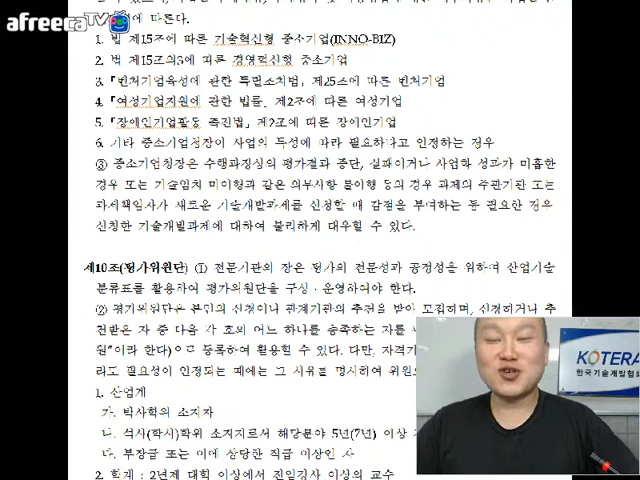 afreecaTV
에 따른다.
1. 법 제15조에 따른 기술혁신형 중소기업(INNO-BIZ)
2. 법 제15조의3에 따른 경영혁신형 중소기업
3. 「벤처기업육성에 관한 특별조치법」 제25조에 따른 벤처기업
4. 「여성기업지원에 관한 법률」 제2조에 따른 여성기업
5. 「장애인기업활동 촉진법」 제2조에 따른 장애인기업
6. 기타 중소기업청장이 사업의 특성에 따라 필요하다고 인정하는 경우
③ 중소기업청장은 수행과정상의 평가결과 중단, 실패이거나 사업화 성과가 미흡한
경우 또는 기술임치 미이행과 같은 의무사항 불이행 등의 경우 과제의 주관기관 또는
과제책임자가 새로운 기술개발과제를 신청할 때 감점을 부여하는 등 필요한 경우
신청한 기술개발과제에 대하여 불리하게 대우할 수 있다.
제10조(평가위원단) ① 전문기관의 장은 평가의 전문성과 공정성을 위하여 산업기술
분류표를 활용하여 평가위원단을 구성·운영하여야 한다.
② 평가위원단은 본인의 신청이나 관계기관의 추천을 받아 모집하며, 신청하거나 추
천받은 자 중 다음 각 호의 어느 하나를 충족하는 자를
원"이라 한다)으로 등록하여 활용할 수 있다. 다만, 자격기
라도 필요성이 인정되는 때에는 그 사유를 명시하여 위원으
1. 산업계
가. 박사학위 소지자
나. 석사(학사)학위 소지자로서 해당분야 5년(7년) 이상
다. 부장급 또는 이에 상당한 직급 이상인 자
2. 학계 : 2년제 대학 이상에서 전임강사 이상의 교수
KOTERA
한국기술개발협회